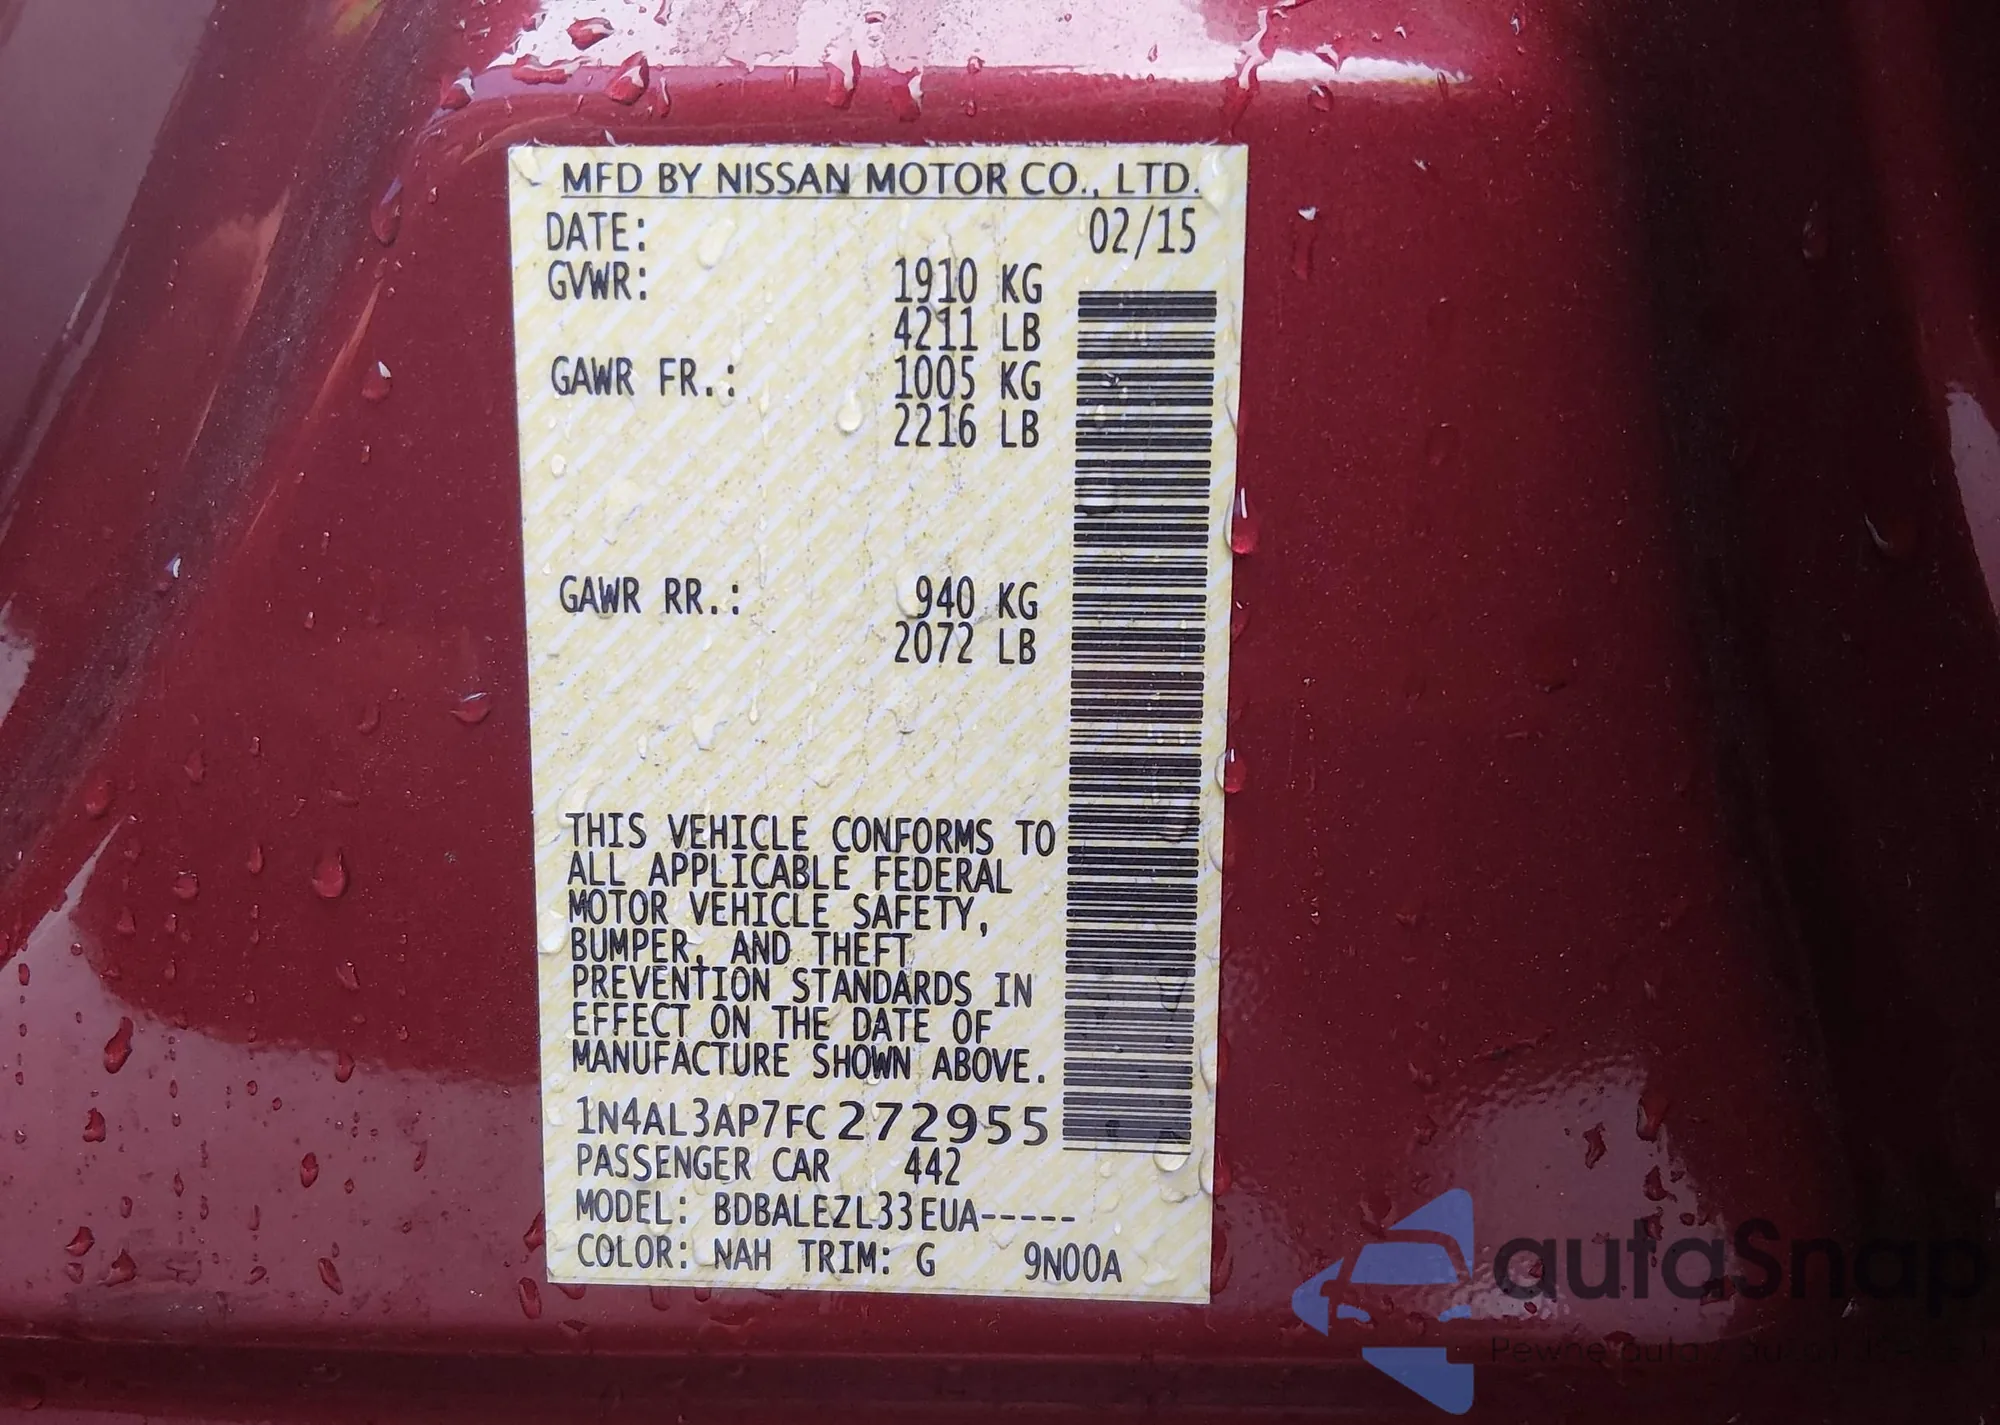 MFD BY NISSAN MOTOR CO., LTD.
DATE: 02/15
GVWR: 1910 KG
4211 LB
GAWR FR.: 1005 KG
2216 LB
GAWR RR.: 940 KG
2072 LB
THIS VEHICLE CONFORMS TO
ALL APPLICABLE FEDERAL
MOTOR VEHICLE SAFETY,
BUMPER, AND THEFT
PREVENTION STANDARDS IN
EFFECT ON THE DATE OF
MANUFACTURE SHOWN ABOVE.
1N4AL3AP7FC272955
PASSENGER CAR 442
MODEL: BDBALEZL33EUA-----
COLOR: NAH TRIM: G 9N00A
autaSnap
Pewne auta z